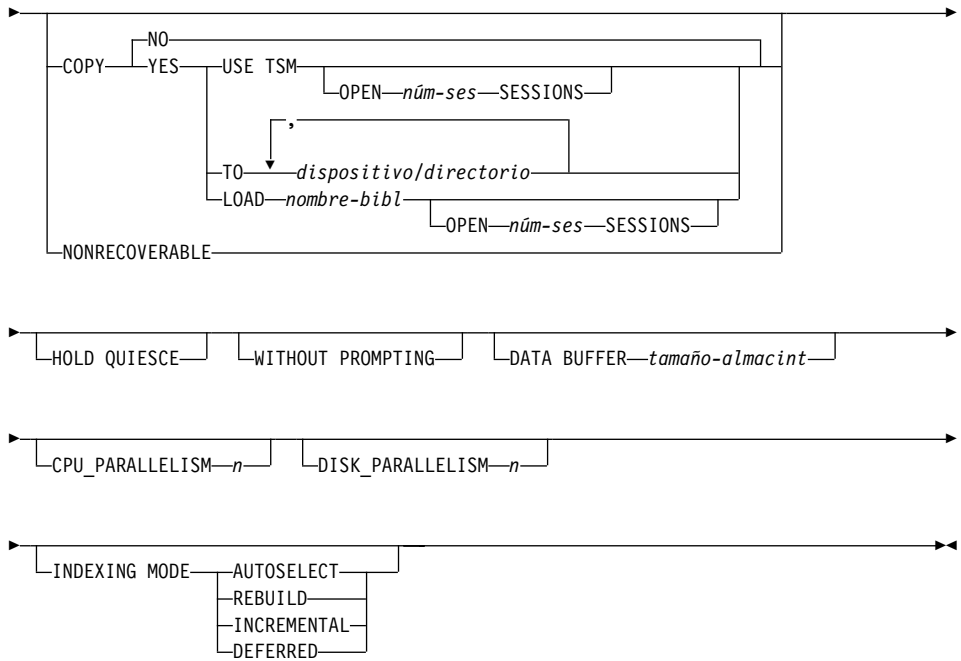 NO
COPY YES USE TSM
OPEN núm-ses SESSIONS
,
TO dispositivo/directorio
LOAD nombre-bibl
OPEN núm-ses SESSIONS
NONRECOVERABLE
HOLD QUIESCE WITHOUT PROMPTING DATA BUFFER tamaño-almacint
CPU_PARALLELISM n DISK_PARALLELISM n
INDEXING MODE AUTOSELECT
REBUILD
INCREMENTAL
DEFERRED